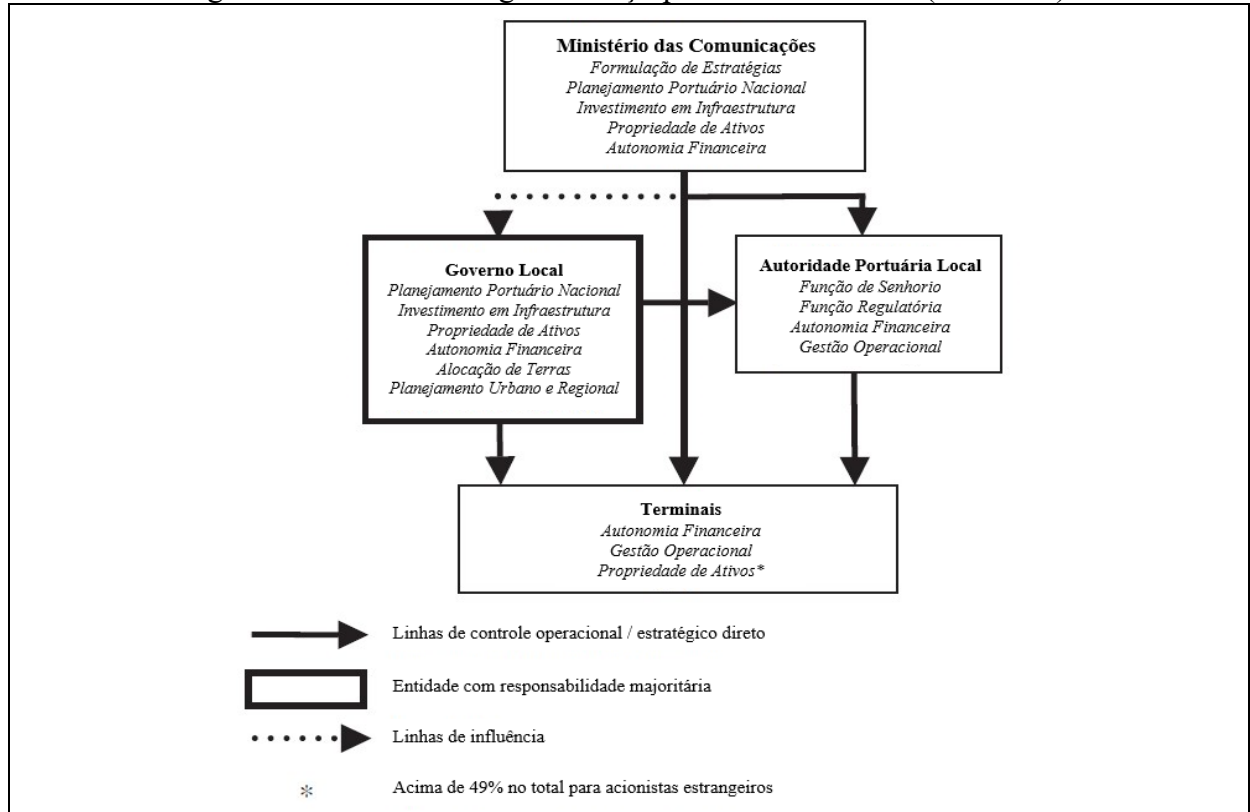 Ministério das Comunicações
Formulação de Estratégias
Planejamento Portuário Nacional
Investimento em Infraestrutura
Propriedade de Ativos
Autonomia Financeira
Governo Local
Planejamento Portuário Nacional
Investimento em Infraestrutura
Propriedade de Ativos
Autonomia Financeira
Alocação de Terras
Planejamento Urbano e Regional
Autoridade Portuária Local
Função de Senhorio
Função Regulatória
Autonomia Financeira
Gestão Operacional
Terminais
Autonomia Financeira
Gestão Operacional
Propriedade de Ativos*
Linhas de controle operacional / estratégico direto
Entidade com responsabilidade majoritária
Linhas de influência
* Acima de 49% no total para acionistas estrangeiros